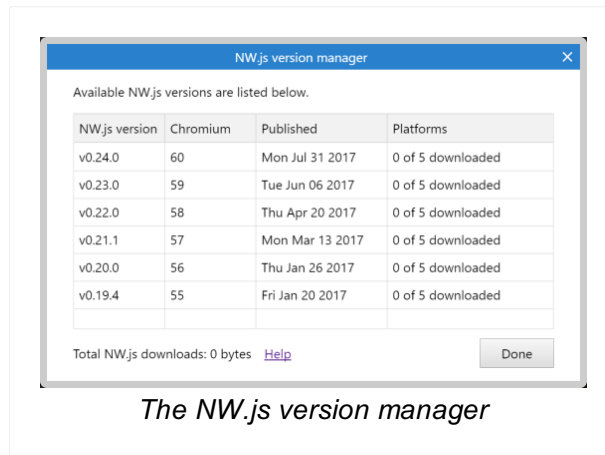 NW.js version manager
Available NW.js versions are listed below.
NW.js version Chromium Published Platforms
v0.24.0 60 Mon Jul 31 2017 0 of 5 downloaded
v0.23.0 59 Tue Jun 06 2017 0 of 5 downloaded
v0.22.0 58 Thu Apr 20 2017 0 of 5 downloaded
v0.21.1 57 Mon Mar 13 2017 0 of 5 downloaded
v0.20.0 56 Thu Jan 26 2017 0 of 5 downloaded
v0.19.4 55 Fri Jan 20 2017 0 of 5 downloaded
Total NW.js downloads: 0 bytes Help Done
The NW.js version manager